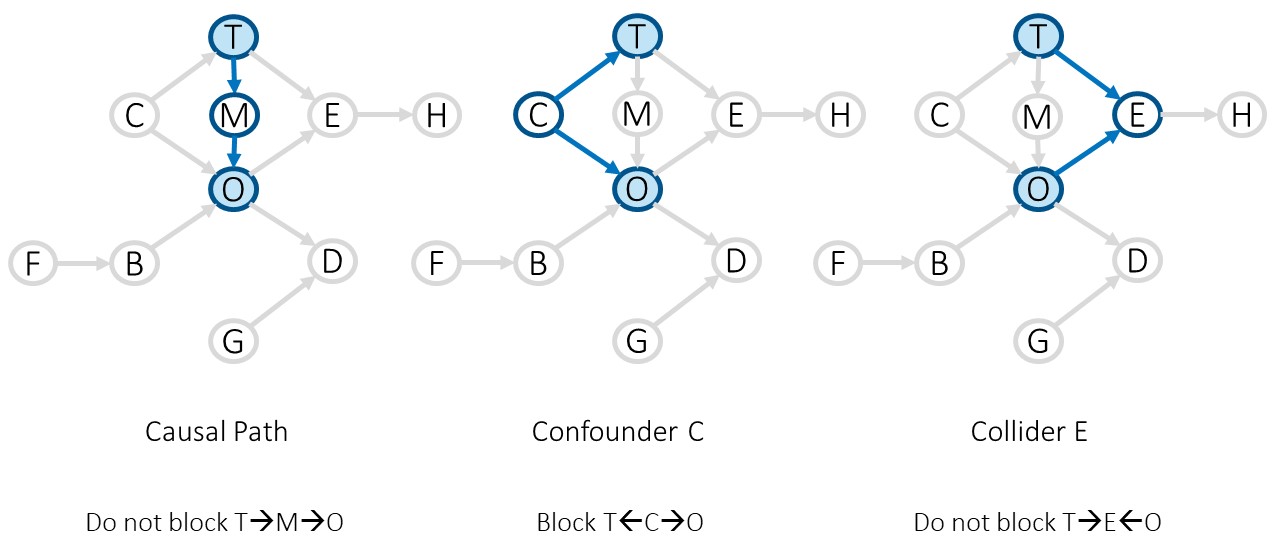 T T T
C M E H C M E H C M E H
O O O
F B D F B D F B D
G G G
Causal Path Confounder C Collider E
Do not block T→M→O Block T←C→O Do not block T→E←O